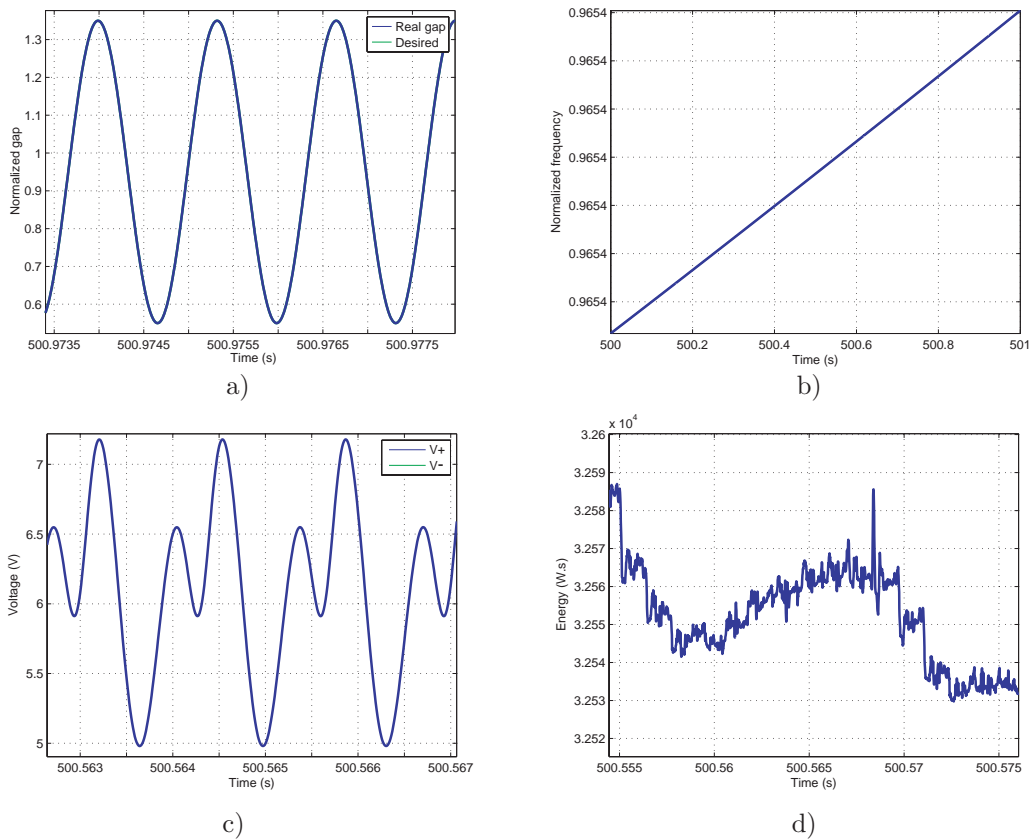 1.3
1.2
1.1
1
0.9
0.8
0.7
0.6
Normalized gap
Real gap
Desired
500.9735 500.9745 500.9755 500.9765 500.9775
Time (s)
a)
0.9654
0.9654
0.9654
0.9654
0.9654
0.9654
0.9654
Normalized frequency
500 500.2 500.4 500.6 500.8 501
Time (s)
b)
7
6.5
6
5.5
5
Voltage (V)
V+
V-
500.563 500.564 500.565 500.566 500.567
Time (s)
c)
x 10^4
3.26
3.259
3.258
3.257
3.256
3.255
3.254
3.253
3.252
Energy (W.s)
500.555 500.56 500.565 500.57 500.575
Time (s)
d)